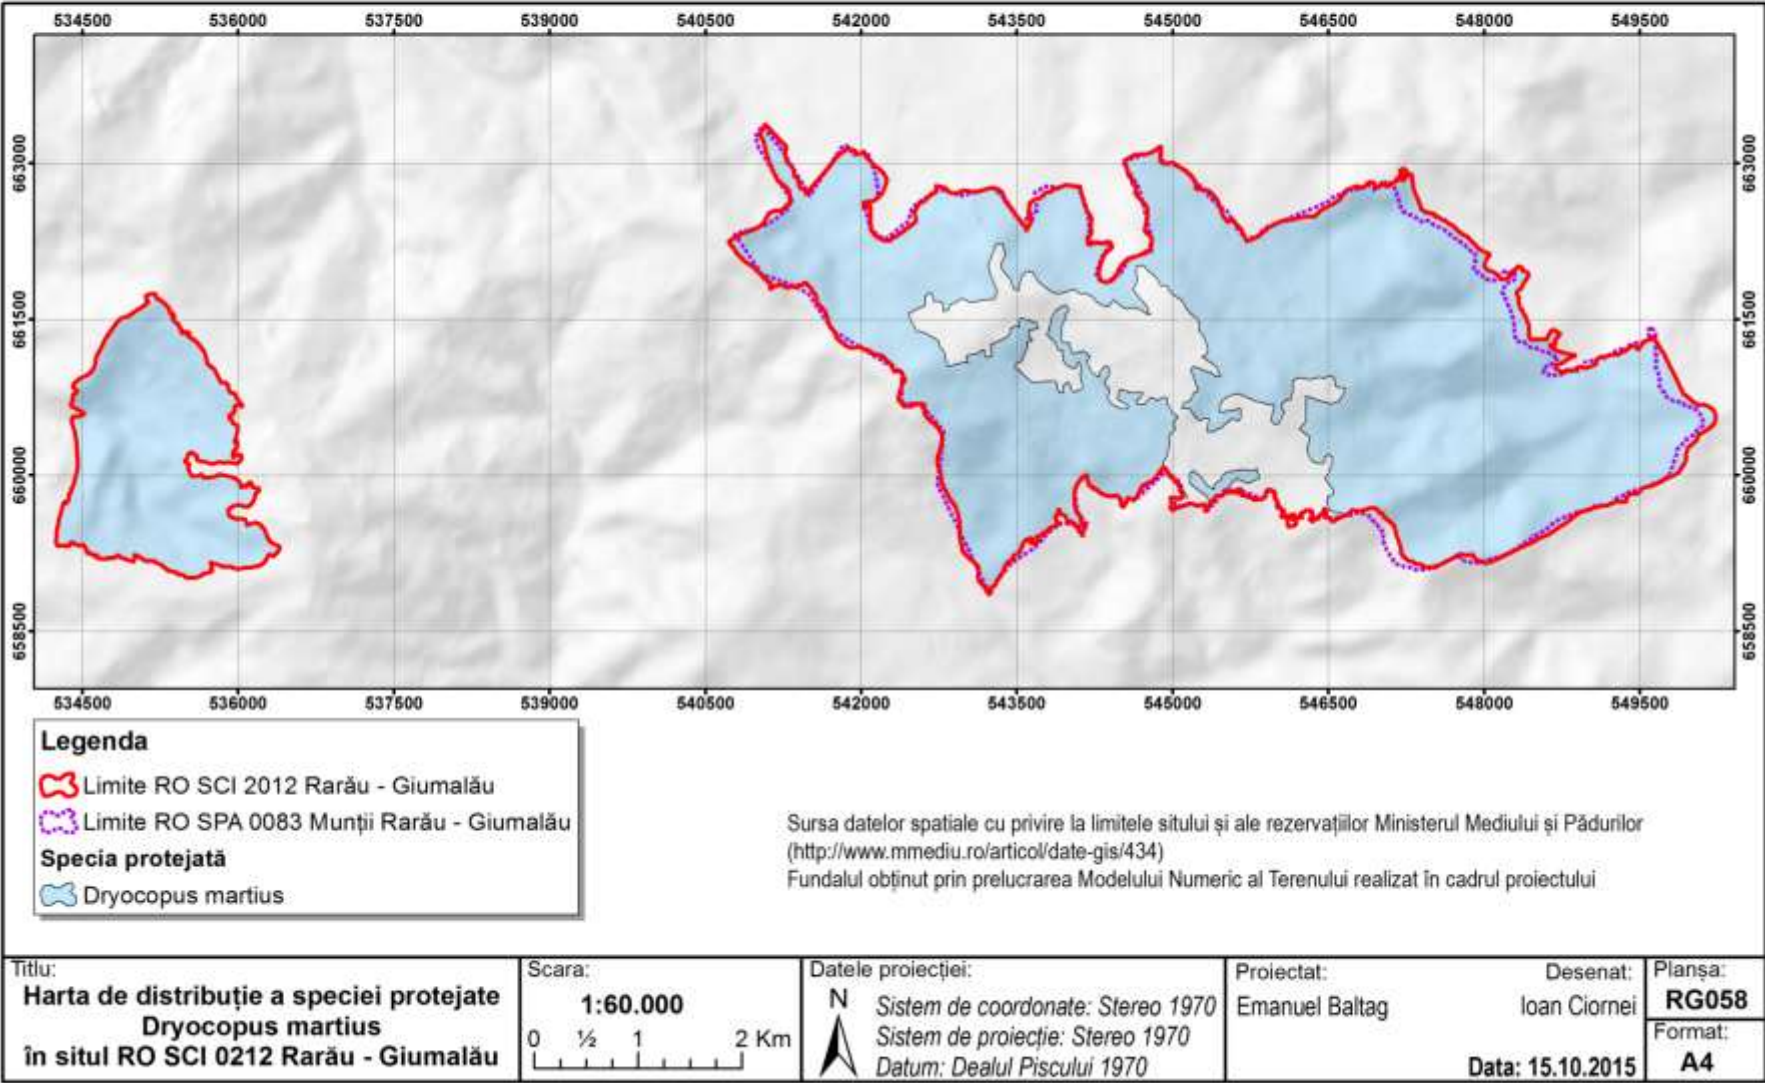 534500 536000 537500 539000 540500 542000 543500 545000 546500 548000 549500
663000 663000
661500 661500
660000 660000
658500 658500
534500 536000 537500 539000 540500 542000 543500 545000 546500 548000 549500
Legenda
Limite RO SCI 2012 Rarău - Giumalău
Limite RO SPA 0083 Munții Rarău - Giumalău
Specia protejată
Dryocopus martius
Sursa datelor spatiale cu privire la limitele sitului și ale rezervațiilor Ministerul Mediului și Pădurilor
(http://www.mmediu.ro/articol/date-gis/434)
Fundalul obținut prin prelucrarea Modelului Numeric al Terenului realizat în cadrul proiectului
Titlu:
Harta de distribuție a speciei protejate
Dryocopus martius
în situl RO SCI 0212 Rarău - Giumalău
Scara:
1:60.000
0 ½ 1 2 Km
Datele proiecției:
N
Sistem de coordonate: Stereo 1970
Sistem de proiecție: Stereo 1970
Datum: Dealul Piscului 1970
Proiectat: Desenat:
Emanuel Baltag Ioan Ciornei
Data: 15.10.2015
Planșa:
RG058
Format:
A4